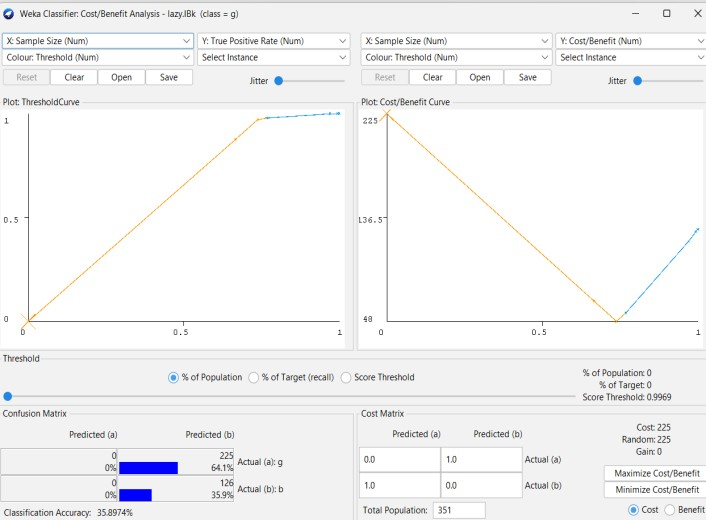 Weka Classifier: Cost/Benefit Analysis - lazy.IBk (class = g)
X: Sample Size (Num) Y: True Positive Rate (Num) X: Sample Size (Num) Y: Cost/Benefit (Num)
Colour: Threshold (Num) Select Instance Colour: Threshold (Num) Select Instance
Reset Clear Open Save Jitter Reset Clear Open Save Jitter
Plot: ThresholdCurve Plot: Cost/Benefit Curve
1 225
0.5 136.5
0 48
0 0.5 1 0 0.5 1
Threshold
% of Population % of Target (recall) Score Threshold
% of Population: 0
% of Target: 0
Score Threshold: 0.9969
Confusion Matrix
Predicted (a) Predicted (b)
0 225
0% 64.1% Actual (a): g
0 126
0% 35.9% Actual (b): b
Classification Accuracy: 35.8974%
Cost Matrix
Predicted (a) Predicted (b)
0.0 1.0 Actual (a)
1.0 0.0 Actual (b)
Total Population: 351
Cost: 225
Random: 225
Gain: 0
Maximize Cost/Benefit
Minimize Cost/Benefit
Cost Benefit